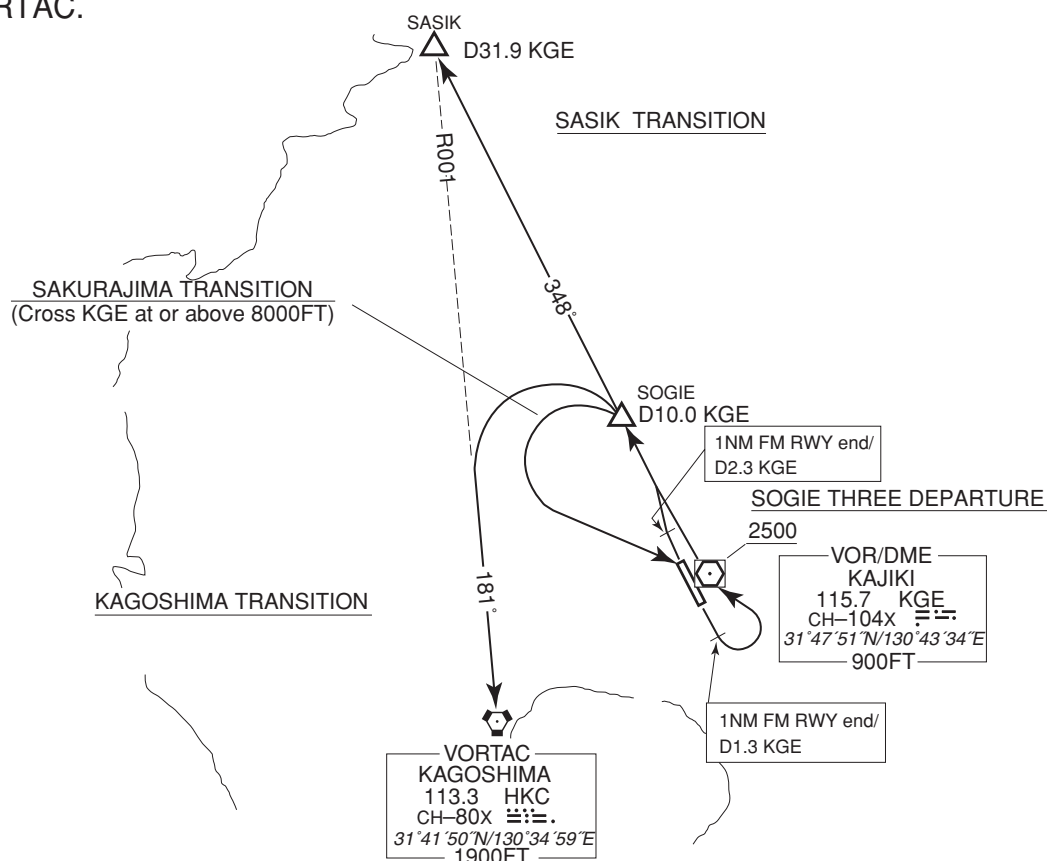 RTAC.
SASIK
D31.9 KGE
SASIK TRANSITION
R001
SAKURAJIMA TRANSITION
(Cross KGE at or above 8000FT)
348°
SOGIE
D10.0 KGE
1NM FM RWY end/
D2.3 KGE
SOGIE THREE DEPARTURE
2500
VOR/DME
KAJIKI
115.7 KGE
CH–104X
31°47´51˝N/130°43´34˝E
900FT
KAGOSHIMA TRANSITION
181°
1NM FM RWY end/
D1.3 KGE
VORTAC
KAGOSHIMA
113.3 HKC
CH–80X
31°41´50˝N/130°34´59˝E
1900FT